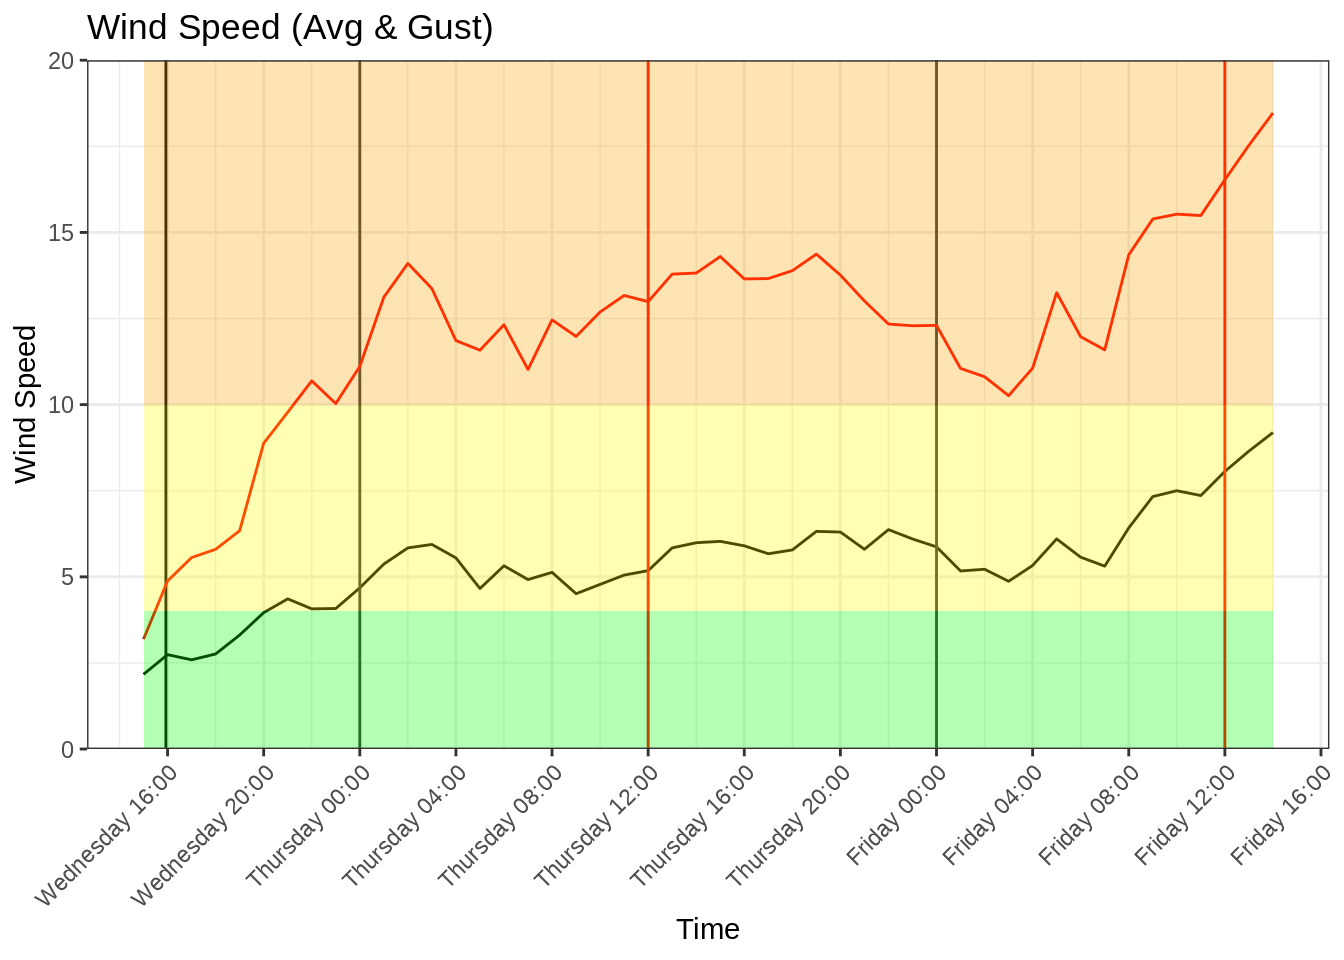 Wind Speed (Avg & Gust)
Wind Speed
20
15
10
5
0
Wednesday 16:00
Wednesday 20:00
Thursday 00:00
Thursday 04:00
Thursday 08:00
Thursday 12:00
Thursday 16:00
Thursday 20:00
Friday 00:00
Friday 04:00
Friday 08:00
Friday 12:00
Friday 16:00
Time